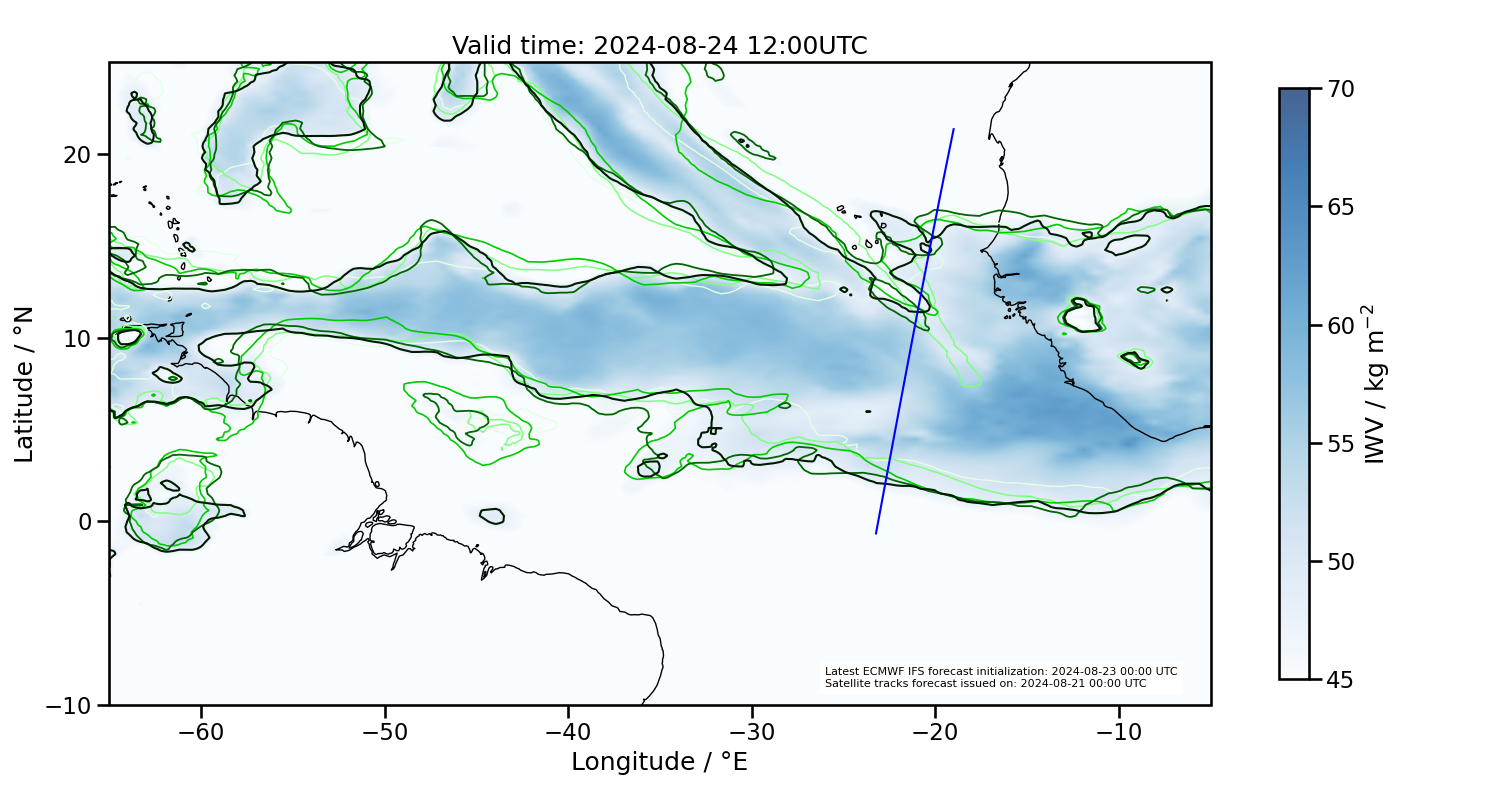 Valid time: 2024-08-24 12:00UTC
Latitude / °N
20
10
0
−10
−60
−50
−40
−30
−20
−10
Longitude / °E
Latest ECMWF IFS forecast initialization: 2024-08-23 00:00 UTC
Satellite tracks forecast issued on: 2024-08-21 00:00 UTC
70
65
60
55
50
45
IWV / kg m⁻²